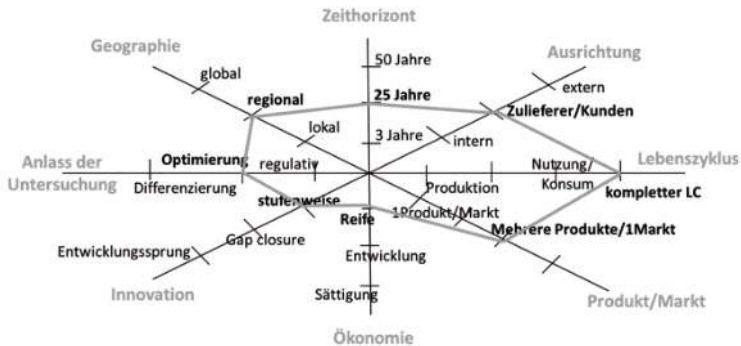 Zeithorizont
Geographie
Ausrichtung
50 Jahre
global
extern
regional
25 Jahre
Zulieferer/Kunden
lokal
3 Jahre
intern
Anlass der
Untersuchung
Optimierung
regulativ
Nutzung/
Konsum
Lebenszyklus
Differenzierung
Produktion
kompletter LC
stufenweise
Reife
1Produkt/Markt
Gap closure
Mehrere Produkte/1Markt
Entwicklungssprung
Entwicklung
Innovation
Sättigung
Produkt/Markt
Ökonomie